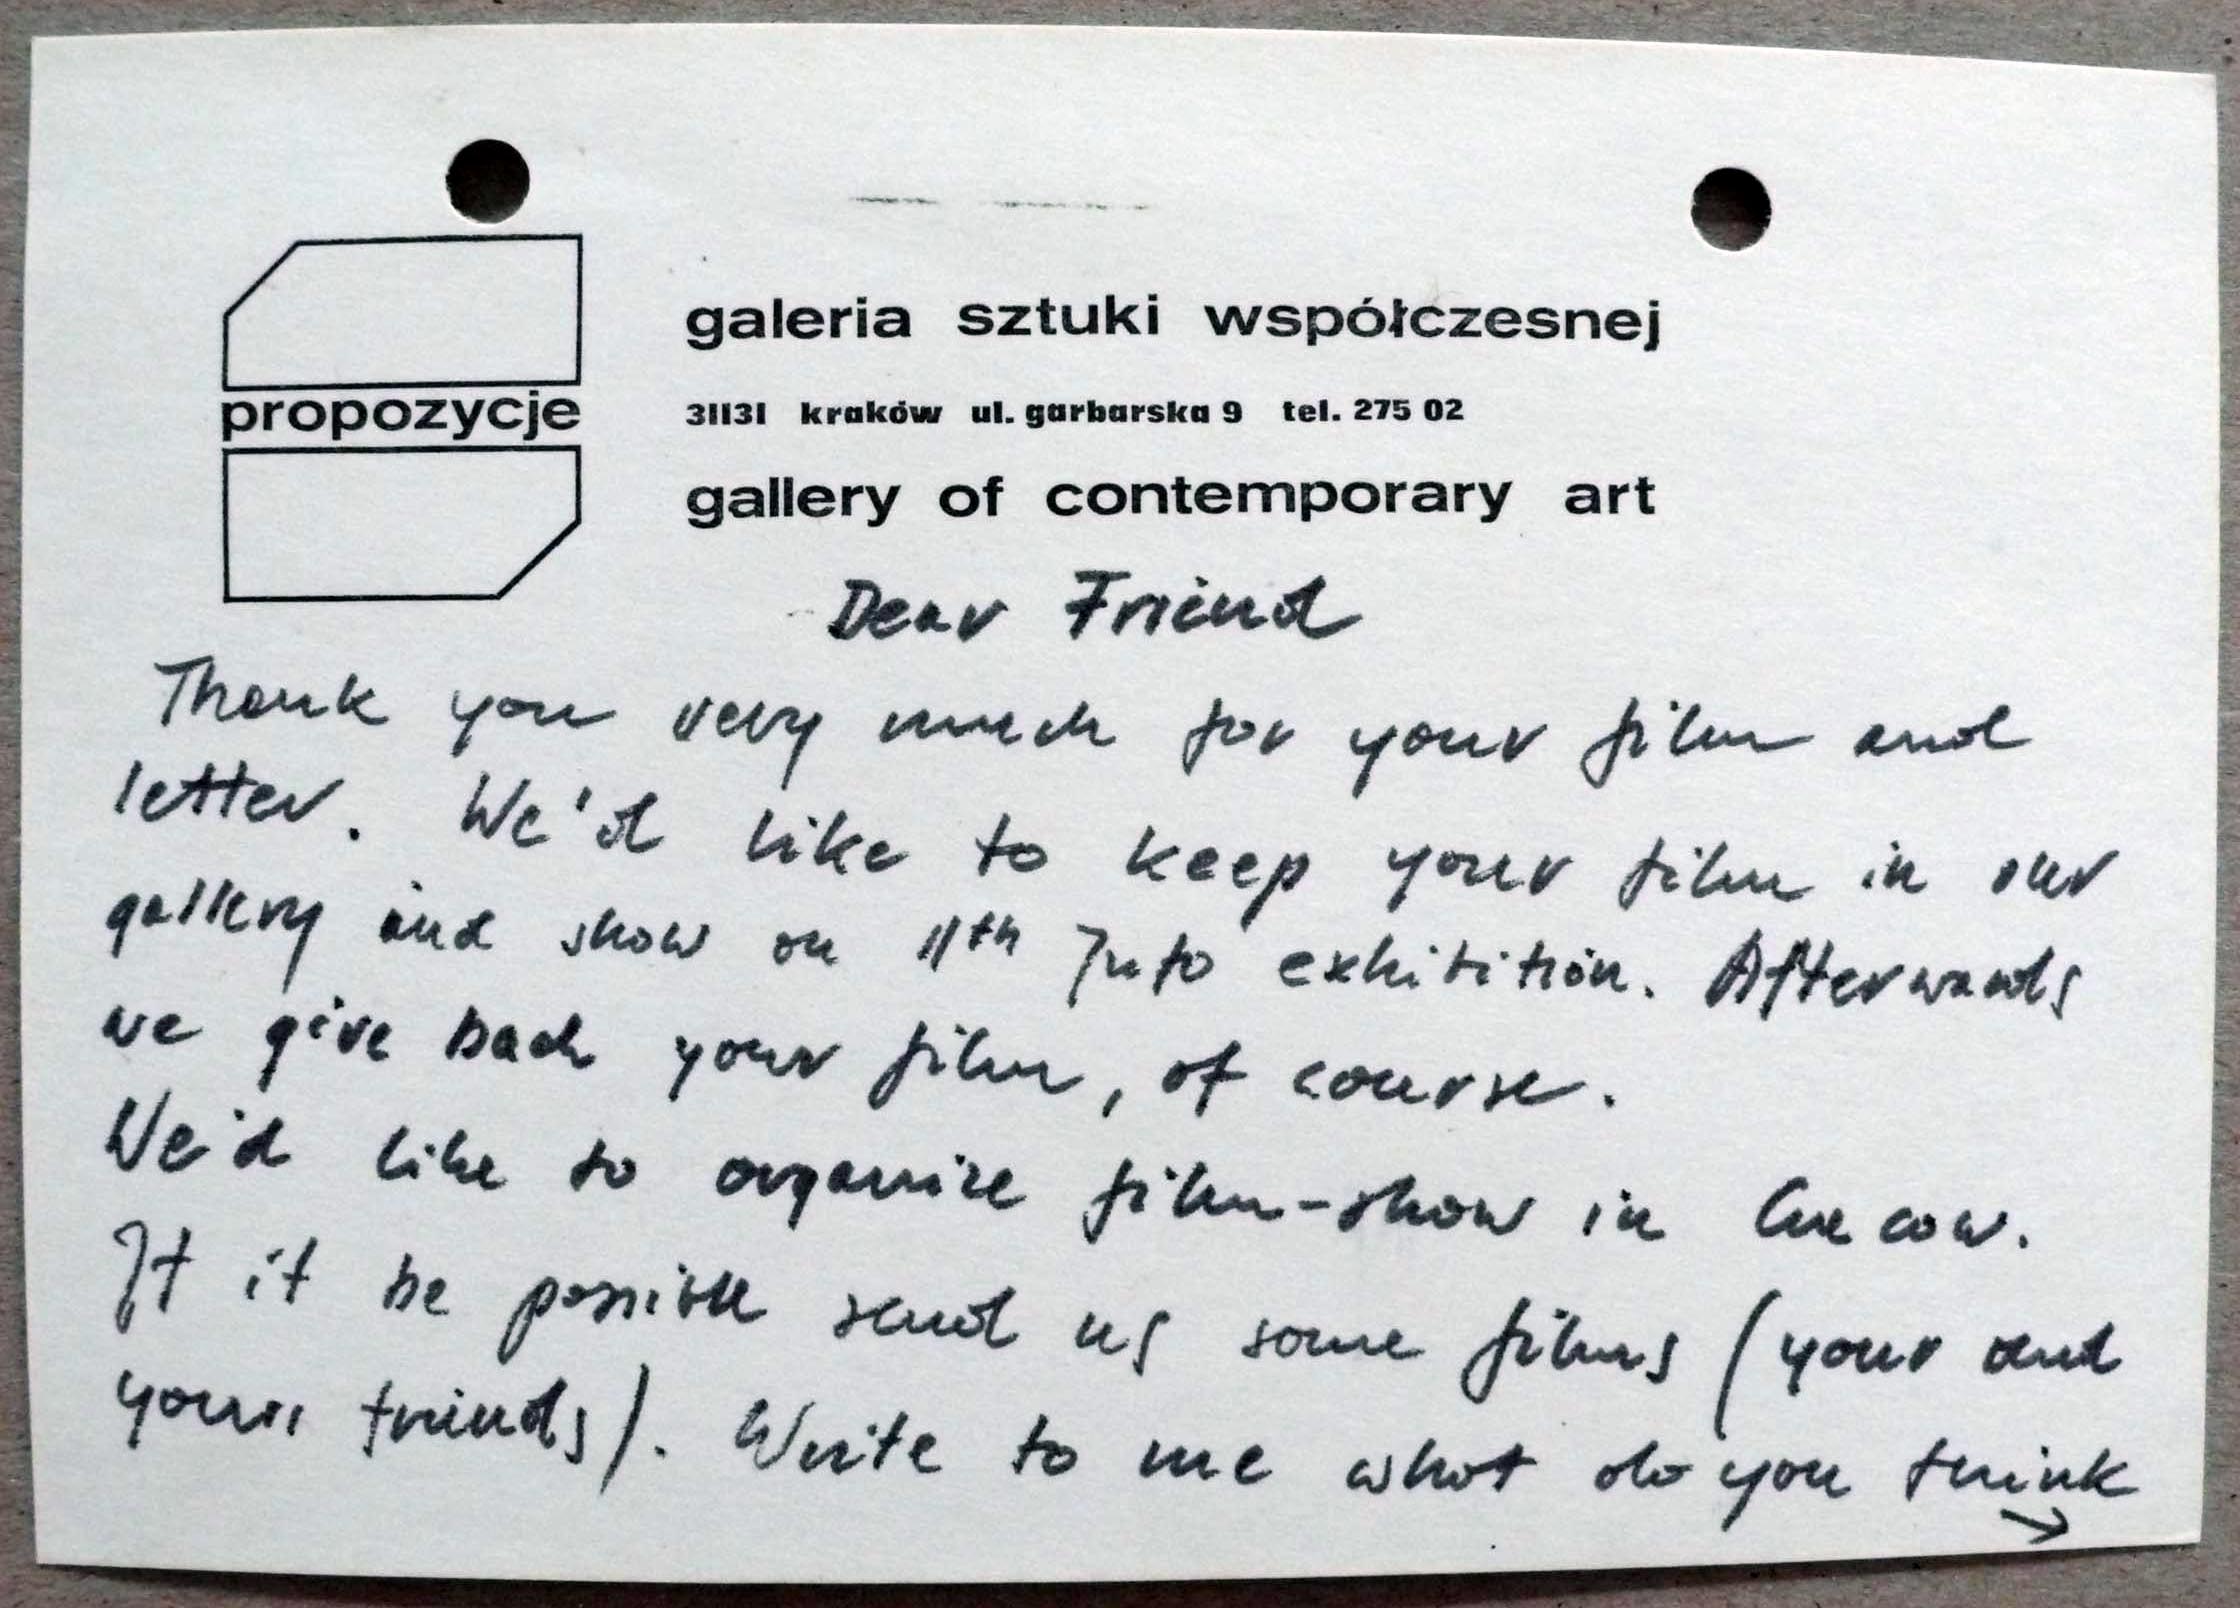 propozycje
galeria sztuki współczesnej
31131 kraków ul. garbarska 9 tel. 275 02
gallery of contemporary art
Dear Friend
Thank you very much for your film and
letter. We'd like to keep your film in our
gallery and show on 11th Info exhibition. Afterwards
we give back your film, of course.
We'd like to organize film-show in Cracow.
If it be possible send us some films (your and
your friends). Write to me what do you think
→